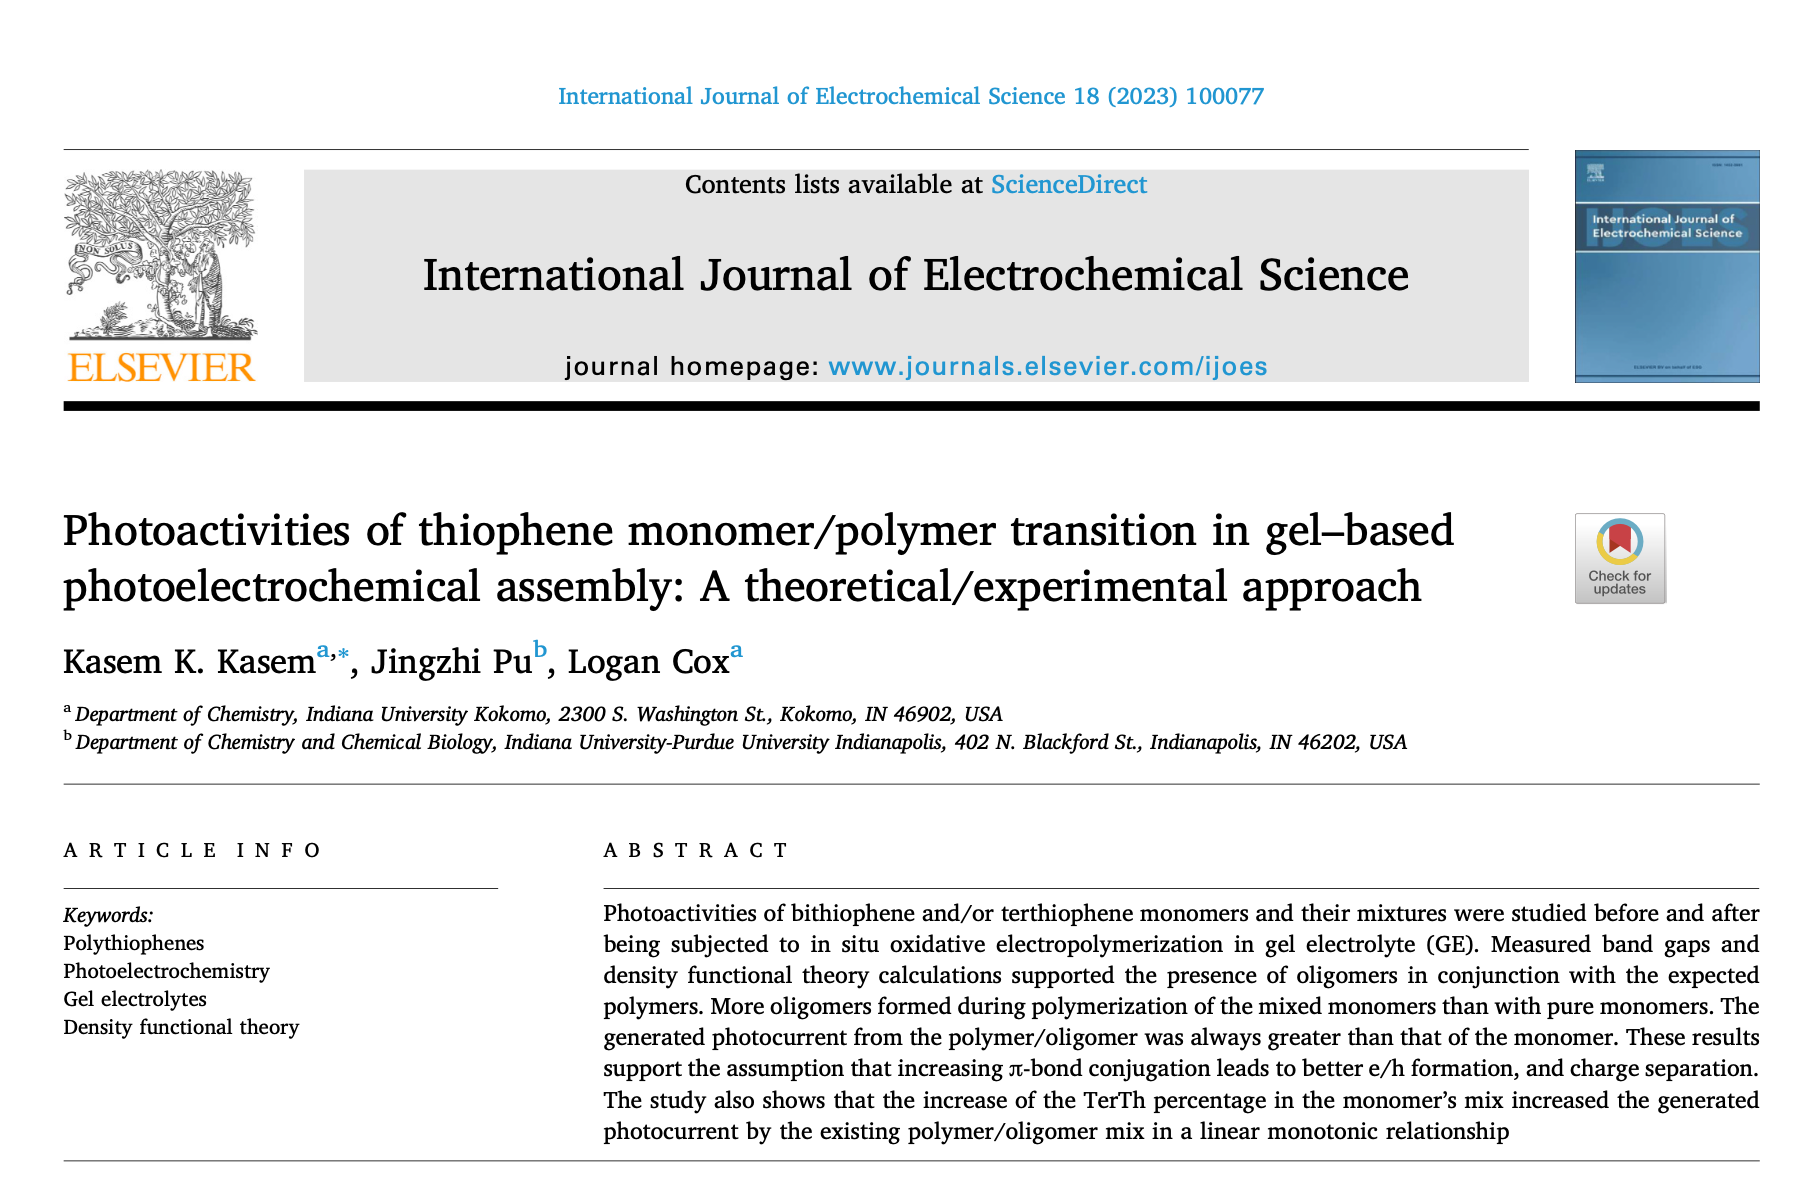 International Journal of Electrochemical Science 18 (2023) 100077
Contents lists available at ScienceDirect
International Journal of Electrochemical Science
journal homepage: www.journals.elsevier.com/ijoes
NON SOLUS
ELSEVIER
IJOES
International Journal of
Electrochemical Science
Photoactivities of thiophene monomer/polymer transition in gel–based
photoelectrochemical assembly: A theoretical/experimental approach
Check for
updates
Kasem K. Kasem a,*, Jingzhi Pu b, Logan Cox a
a Department of Chemistry, Indiana University Kokomo, 2300 S. Washington St., Kokomo, IN 46902, USA
b Department of Chemistry and Chemical Biology, Indiana University-Purdue University Indianapolis, 402 N. Blackford St., Indianapolis, IN 46202, USA
ARTICLE INFO
Keywords:
Polythiophenes
Photoelectrochemistry
Gel electrolytes
Density functional theory
ABSTRACT
Photoactivities of bithiophene and/or terthiophene monomers and their mixtures were studied before and after
being subjected to in situ oxidative electropolymerization in gel electrolyte (GE). Measured band gaps and
density functional theory calculations supported the presence of oligomers in conjunction with the expected
polymers. More oligomers formed during polymerization of the mixed monomers than with pure monomers. The
generated photocurrent from the polymer/oligomer was always greater than that of the monomer. These results
support the assumption that increasing π-bond conjugation leads to better e/h formation, and charge separation.
The study also shows that the increase of the TerTh percentage in the monomer's mix increased the generated
photocurrent by the existing polymer/oligomer mix in a linear monotonic relationship